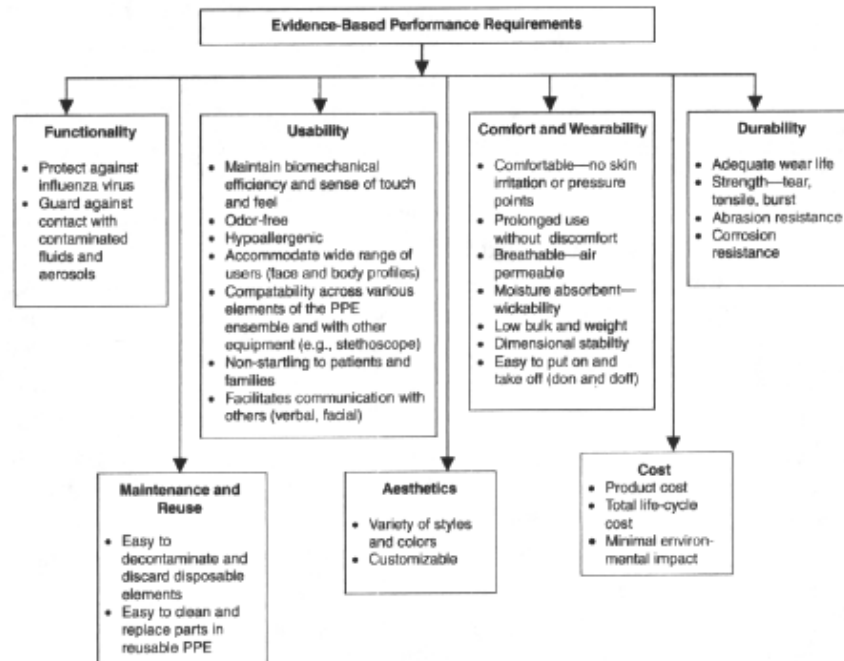 Evidence-Based Performance Requirements
Functionality
• Protect against
influenza virus
• Guard against
contact with
contaminated
fluids and
aerosols
Usability
• Maintain biomechanical
efficiency and sense of touch
and feel
• Odor-free
• Hypoallergenic
• Accommodate wide range of
users (face and body profiles)
• Compatability across various
elements of the PPE
ensemble and with other
equipment (e.g., stethoscope)
• Non-startling to patients and
families
• Facilitates communication with
others (verbal, facial)
Comfort and Wearability
• Comfortable—no skin
irritation or pressure
points
• Prolonged use
without discomfort
• Breathable—air
permeable
• Moisture absorbent—
wickability
• Low bulk and weight
• Dimensional stabiltiy
• Easy to put on and
take off (don and doff)
Durability
• Adequate wear life
• Strength—tear,
tensile, burst
• Abrasion resistance
• Corrosion
resistance
Maintenance and
Reuse
• Easy to
decontaminate and
discard disposable
elements
• Easy to clean and
replace parts in
reusable PPE
Aesthetics
• Variety of styles
and colors
• Customizable
Cost
• Product cost
• Total life-cycle
cost
• Minimal environ-
mental impact